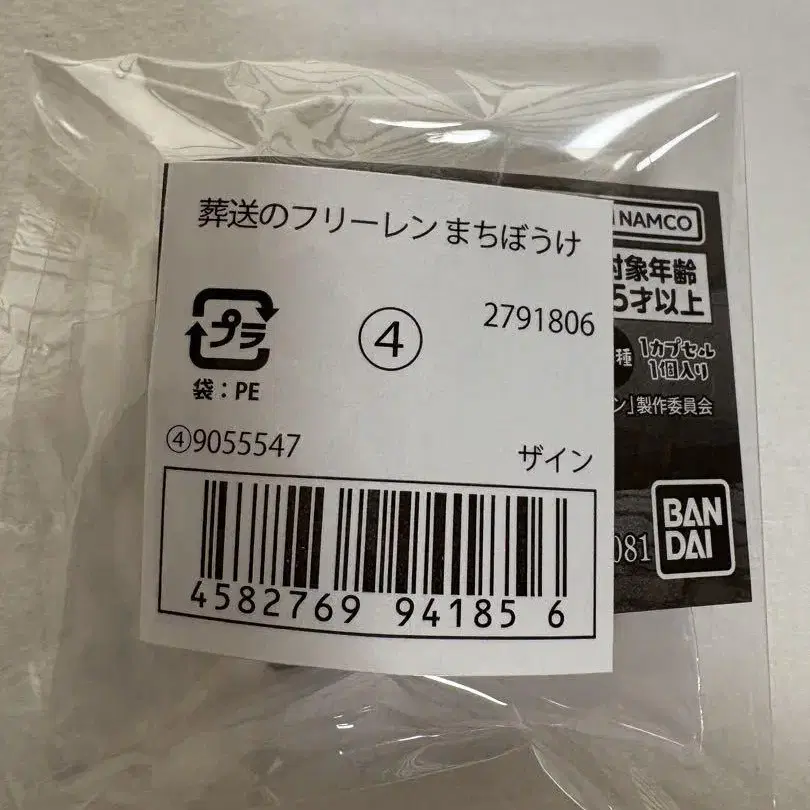 葬送のフリーレン まちぼうけ
プラ
袋：PE
④
2791806
④9055547
ザイン
4582769 94185 6
NAMCO
対象年齢
5才以上
種
1カプセル
1個入り
ン」製作委員会
081
BAN
DAI